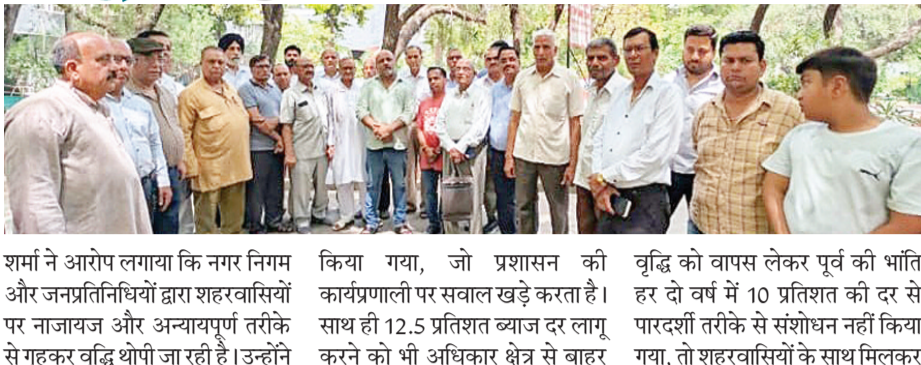 शर्मा ने आरोप लगाया कि नगर निगम
और जनप्रतिनिधियों द्वारा शहरवासियों
पर नाजायज और अन्यायपूर्ण तरीके
से गृहकर वृद्धि थोपी जा रही है। उन्होंने
किया गया, जो प्रशासन की
कार्यप्रणाली पर सवाल खड़े करता है।
साथ ही 12.5 प्रतिशत ब्याज दर लागू
करने को भी अधिकार क्षेत्र से बाहर
वृद्धि को वापस लेकर पूर्व की भांति
हर दो वर्ष में 10 प्रतिशत की दर से
पारदर्शी तरीके से संशोधन नहीं किया
गया, तो शहरवासियों के साथ मिलकर